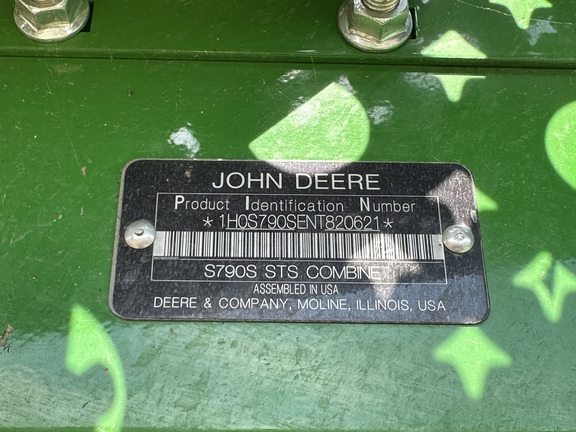 JOHN DEERE
Product Identification Number
*1H0S790SENT820621*
S790S STS COMBINE
ASSEMBLED IN USA
DEERE & COMPANY, MOLINE, ILLINOIS, USA